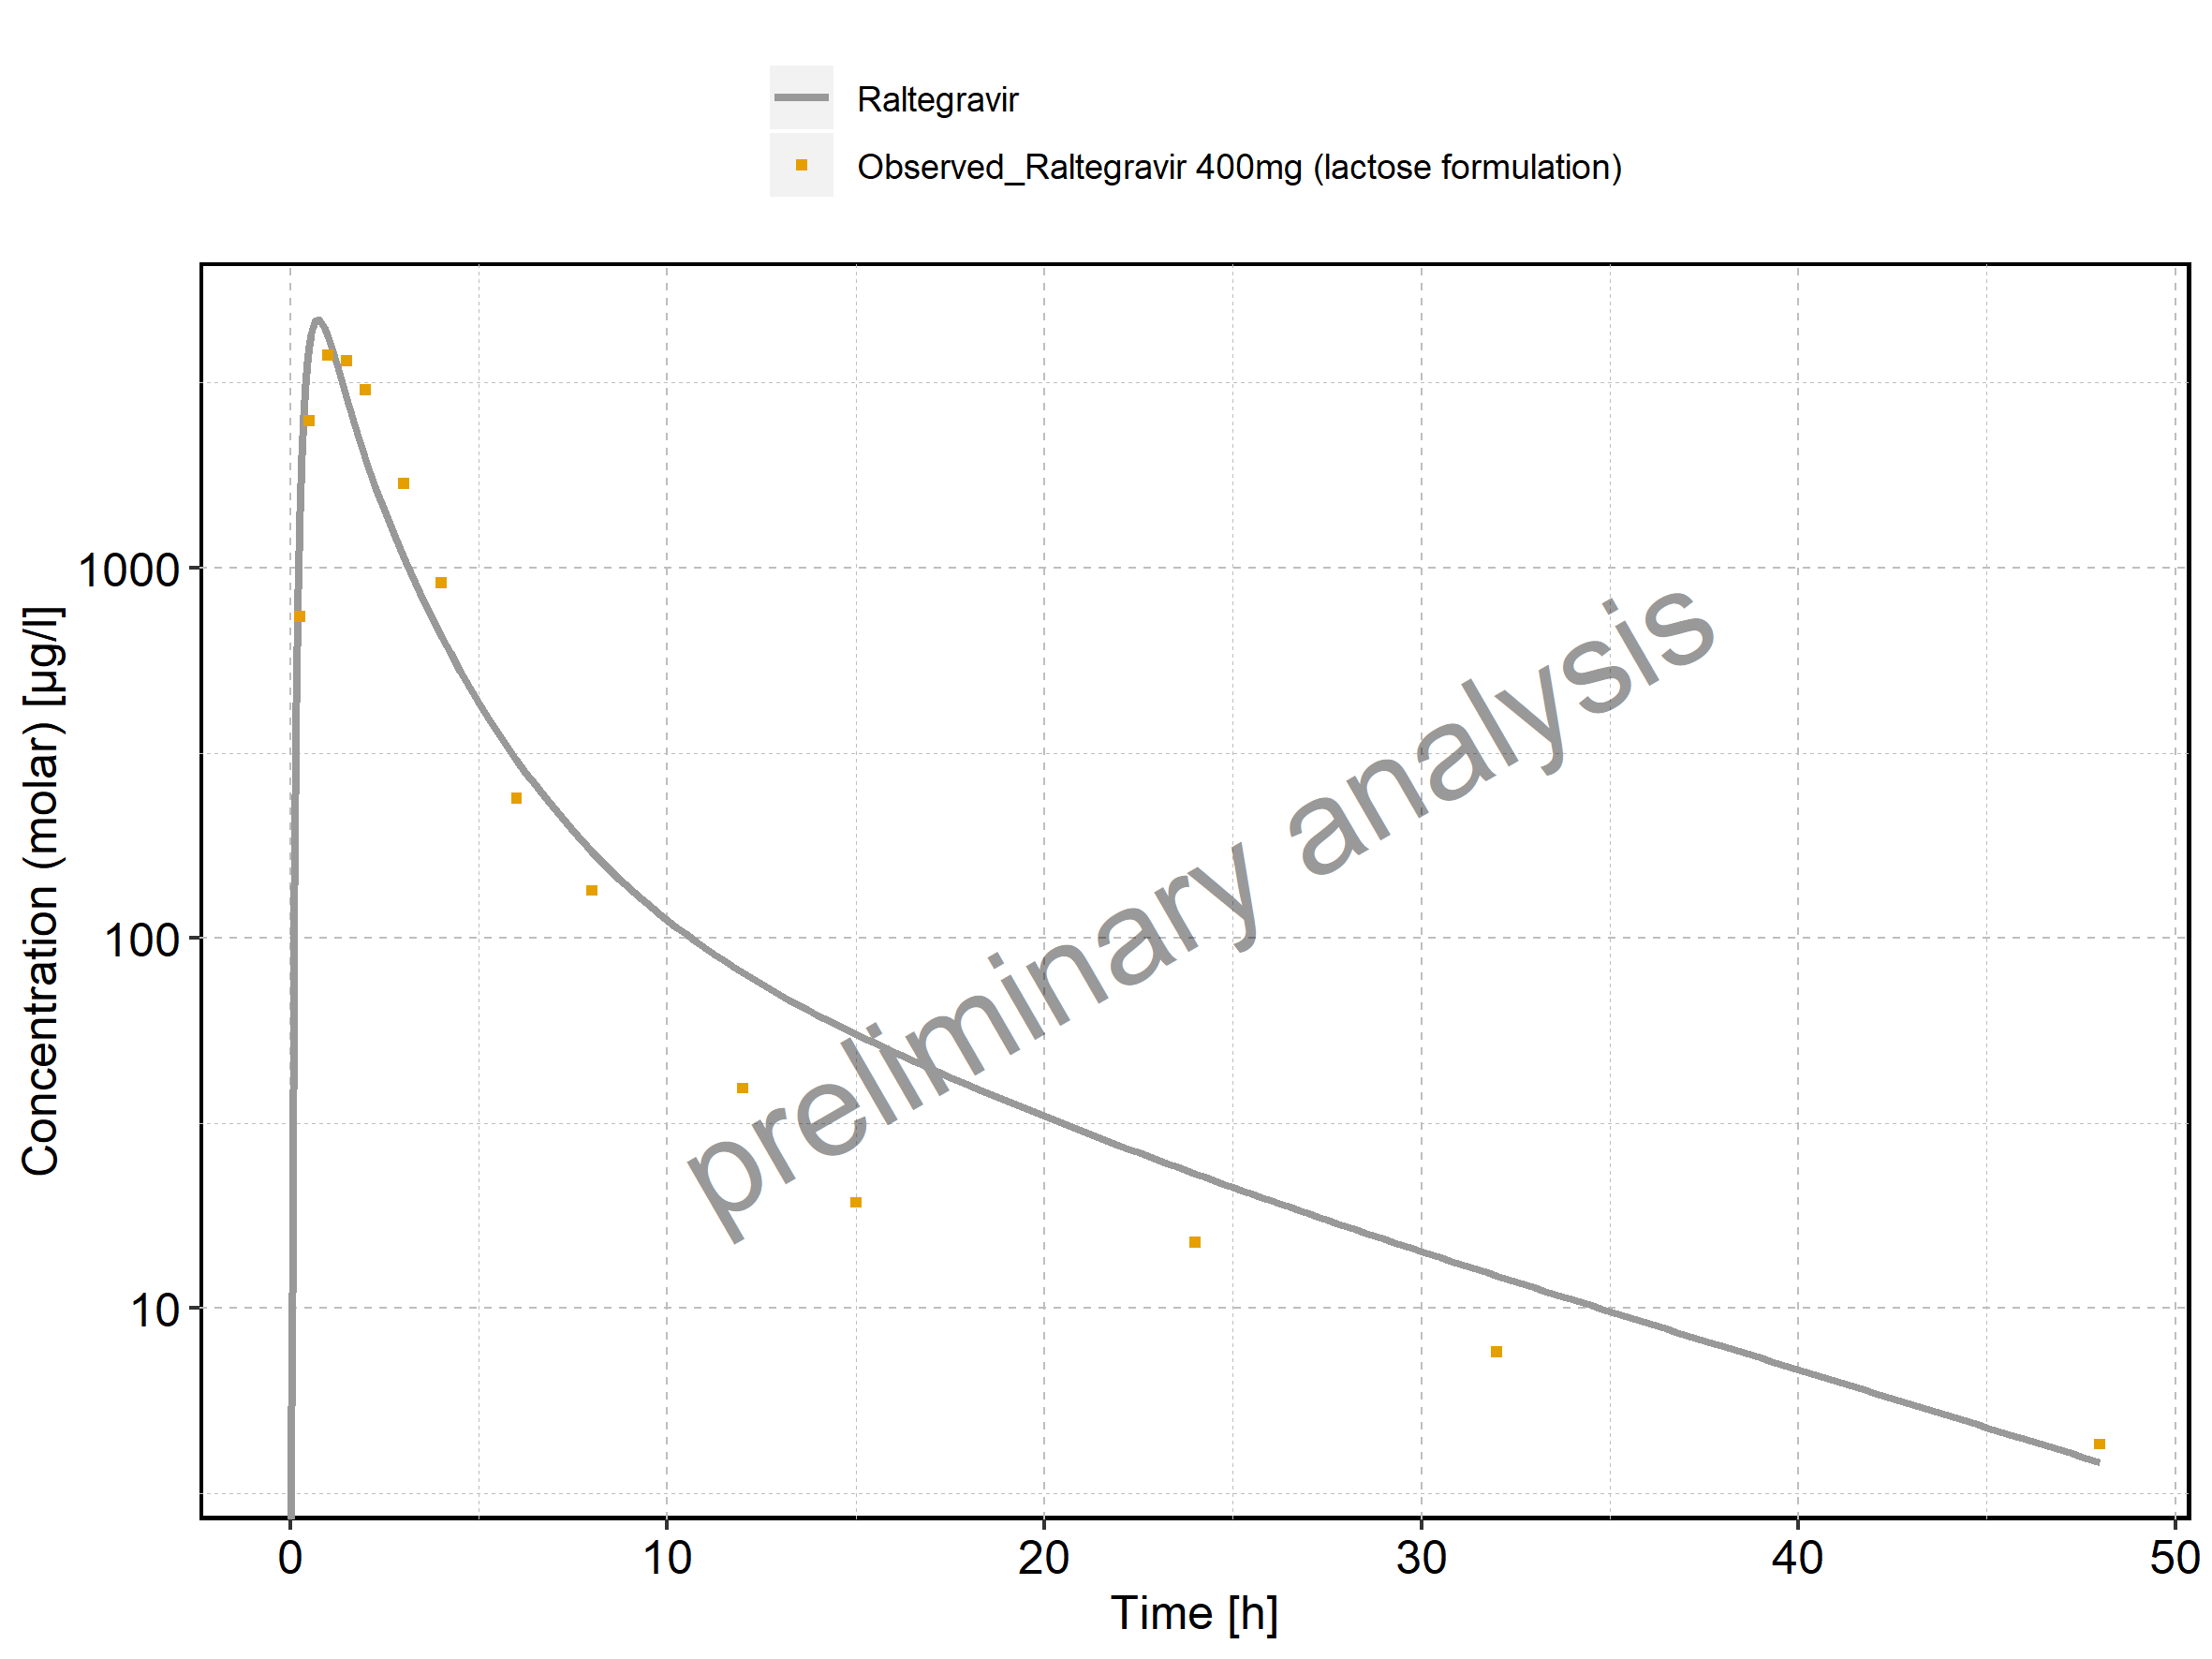 Raltegravir
Observed_Raltegravir 400mg (lactose formulation)
Concentration (molar) [µg/l]
1000
100
10
preliminary analysis
0 10 20 30 40 50
Time [h]